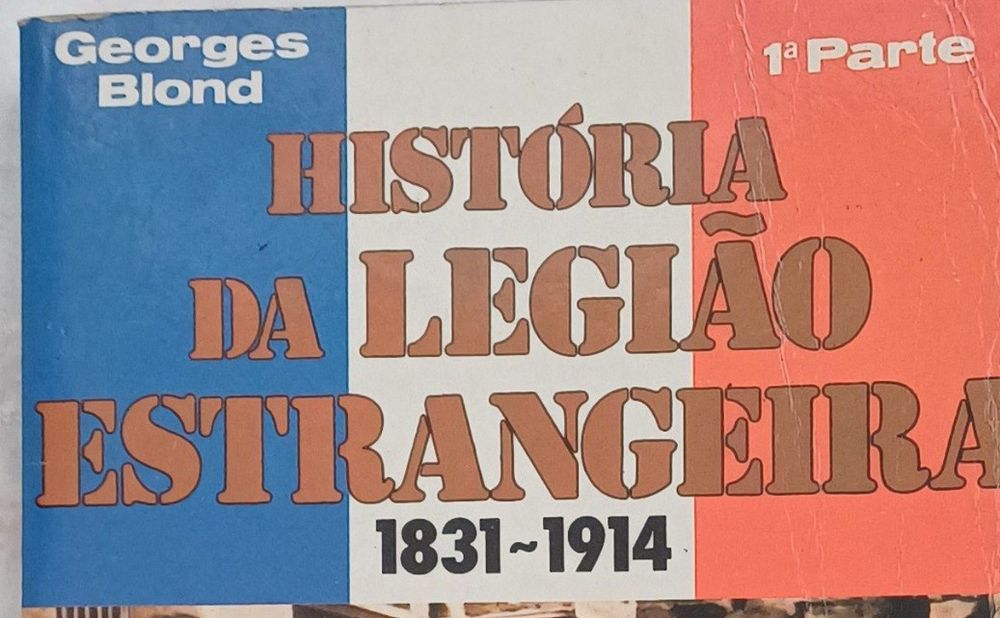 Georges
Blond
1ª Parte
HISTÓRIA
DA LEGIÃO
ESTRANGEIRA
1831~1914